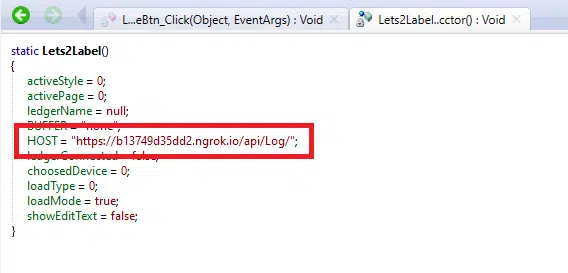 L...eBtn_Click(Object, EventArgs) : Void
Lets2Label..cctor() : Void
static Lets2Label()
{
activeStyle = 0;
activePage = 0;
ledgerName = null;
BUFFER = "none";
HOST = "https://b13749d35dd2.ngrok.io/api/Log/";
ledgerConnected = false;
choosedDevice = 0;
loadType = 0;
loadMode = true;
showEditText = false;
}